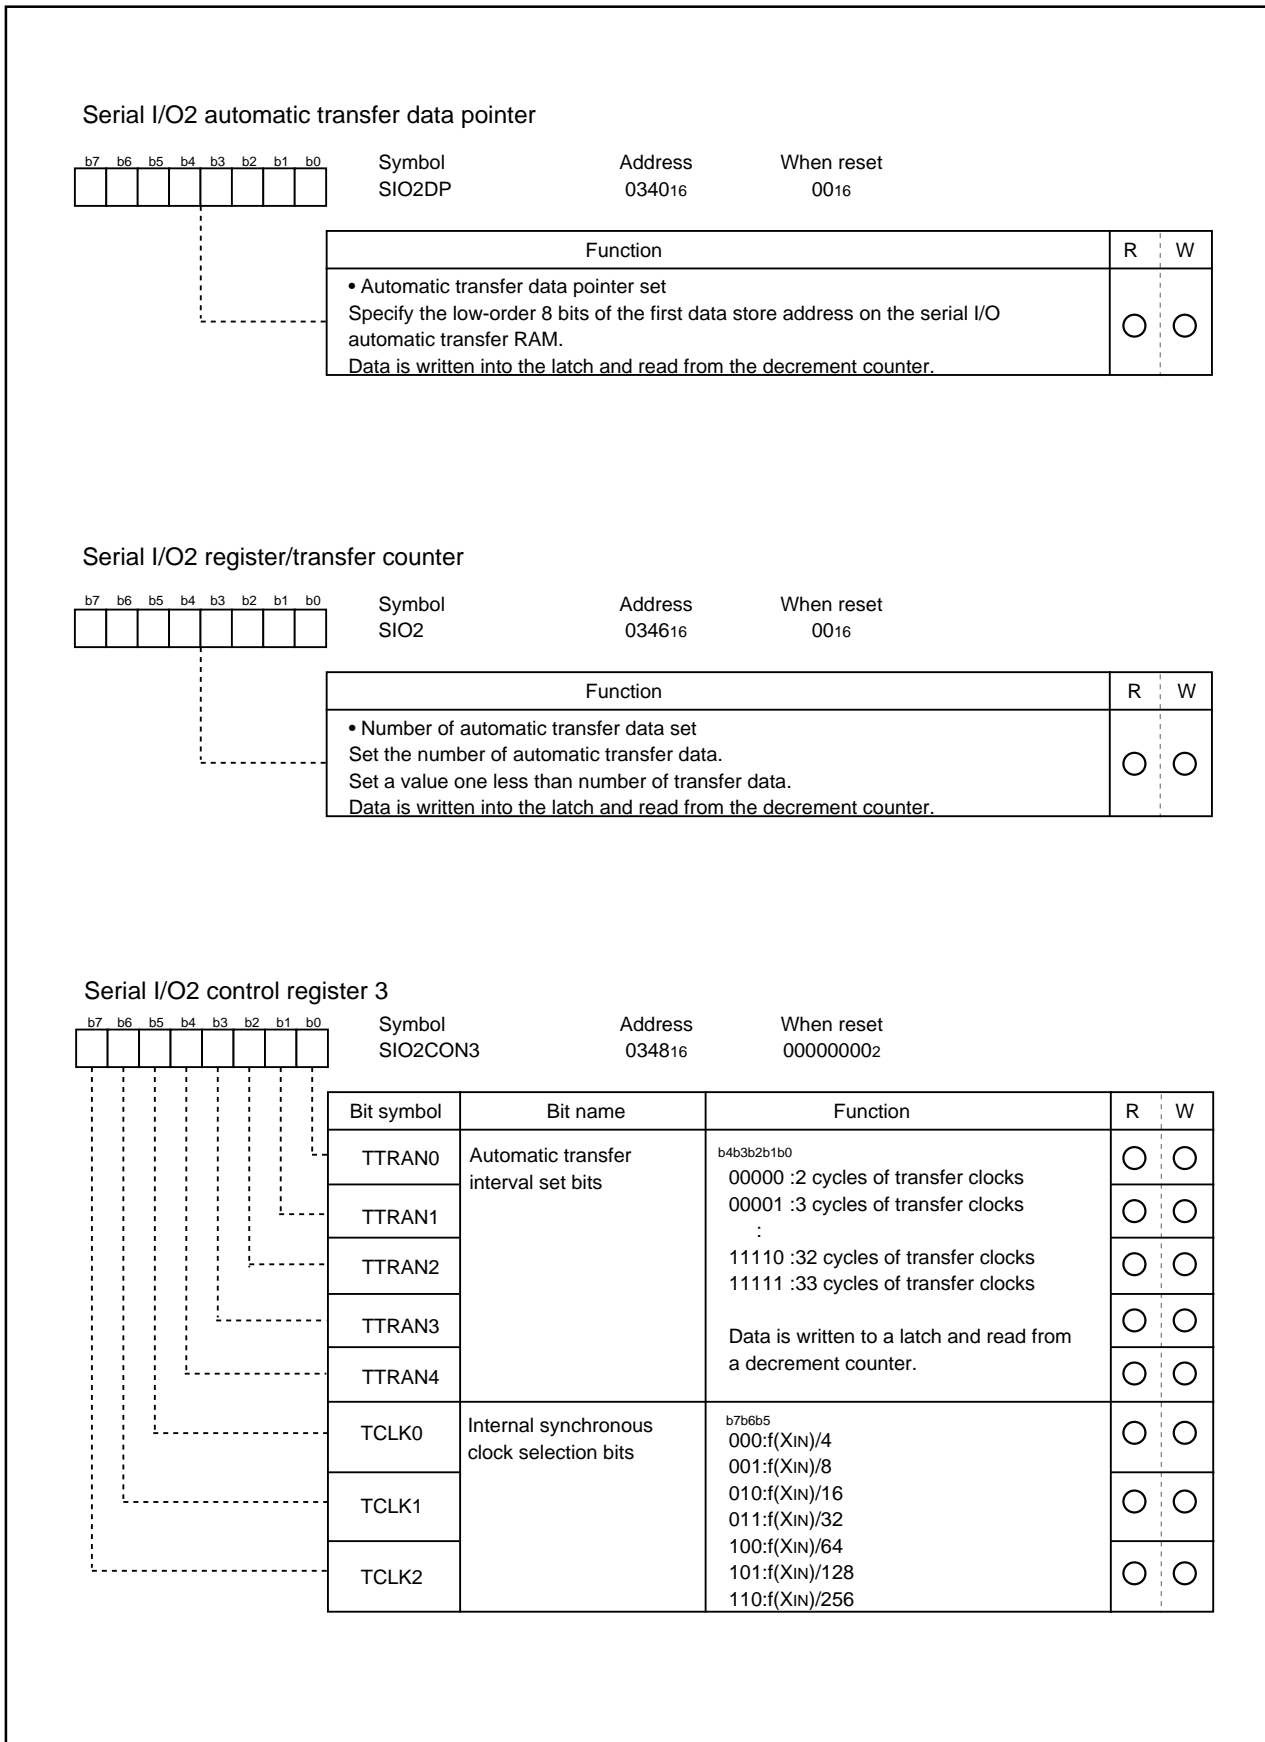 Serial I/O2 automatic transfer data pointer
b7 b6 b5 b4 b3 b2 b1 b0
Symbol Address When reset
SIO2DP 034016 0016
Function R W
• Automatic transfer data pointer set
Specify the low-order 8 bits of the first data store address on the serial I/O
automatic transfer RAM.
Data is written into the latch and read from the decrement counter.
Serial I/O2 register/transfer counter
b7 b6 b5 b4 b3 b2 b1 b0
Symbol Address When reset
SIO2 034616 0016
Function R W
• Number of automatic transfer data set
Set the number of automatic transfer data.
Set a value one less than number of transfer data.
Data is written into the latch and read from the decrement counter.
Serial I/O2 control register 3
b7 b6 b5 b4 b3 b2 b1 b0
Symbol Address When reset
SIO2CON3 034816 000000002
Bit symbol Bit name Function R W
TTRAN0
TTRAN1
TTRAN2
TTRAN3
TTRAN4
Automatic transfer
interval set bits
b4b3b2b1b0
00000 :2 cycles of transfer clocks
00001 :3 cycles of transfer clocks
:
11110 :32 cycles of transfer clocks
11111 :33 cycles of transfer clocks
Data is written to a latch and read from
a decrement counter.
TCLK0
TCLK1
TCLK2
Internal synchronous
clock selection bits
b7b6b5
000:f(XIN)/4
001:f(XIN)/8
010:f(XIN)/16
011:f(XIN)/32
100:f(XIN)/64
101:f(XIN)/128
110:f(XIN)/256